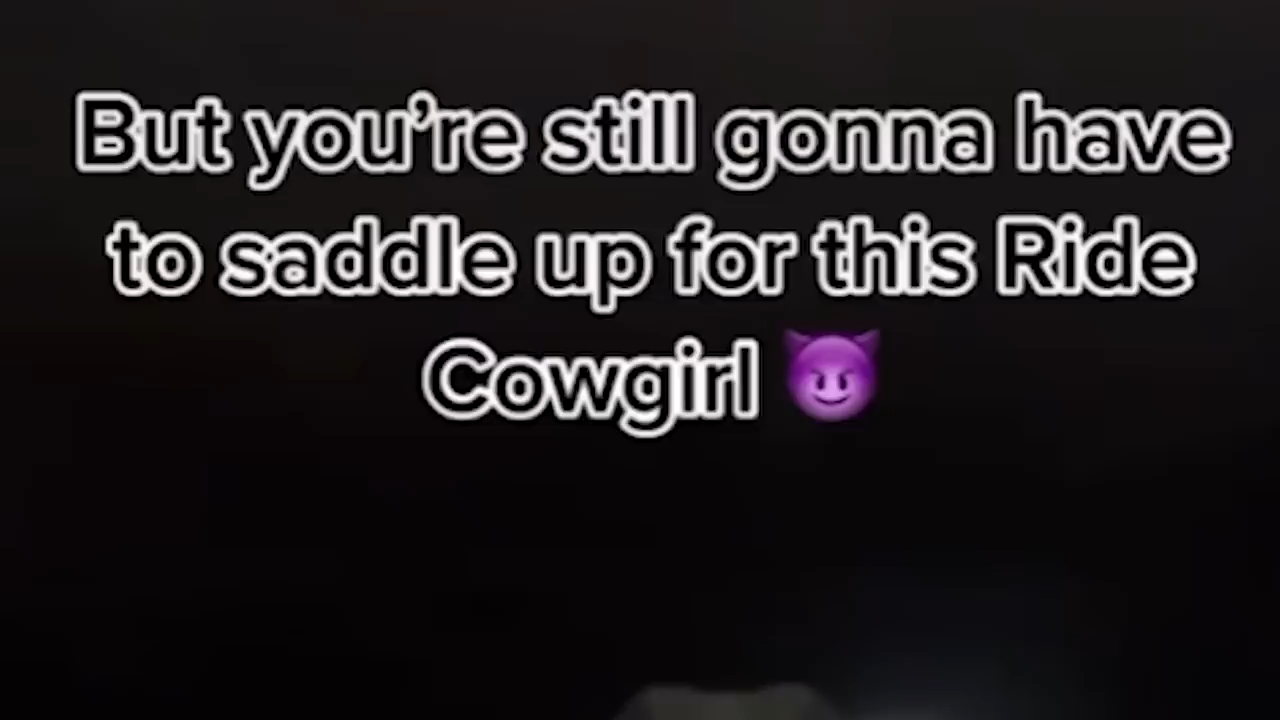 But you're still gonna have
to saddle up for this Ride
Cowgirl 😈